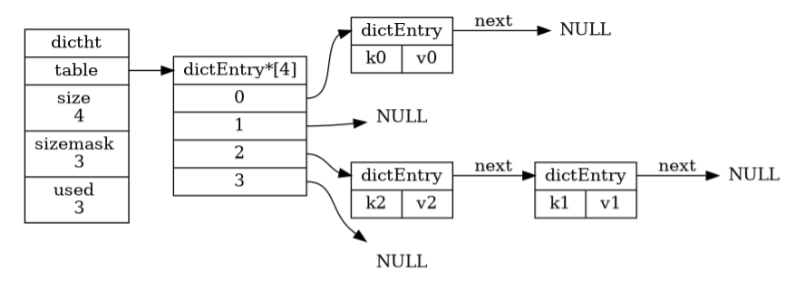 dictht
table
size
4
sizemask
3
used
3
dictEntry*[4]
0
1
2
3
dictEntry
k0 v0
next
NULL
NULL
dictEntry
k2 v2
next
dictEntry
k1 v1
next
NULL
NULL